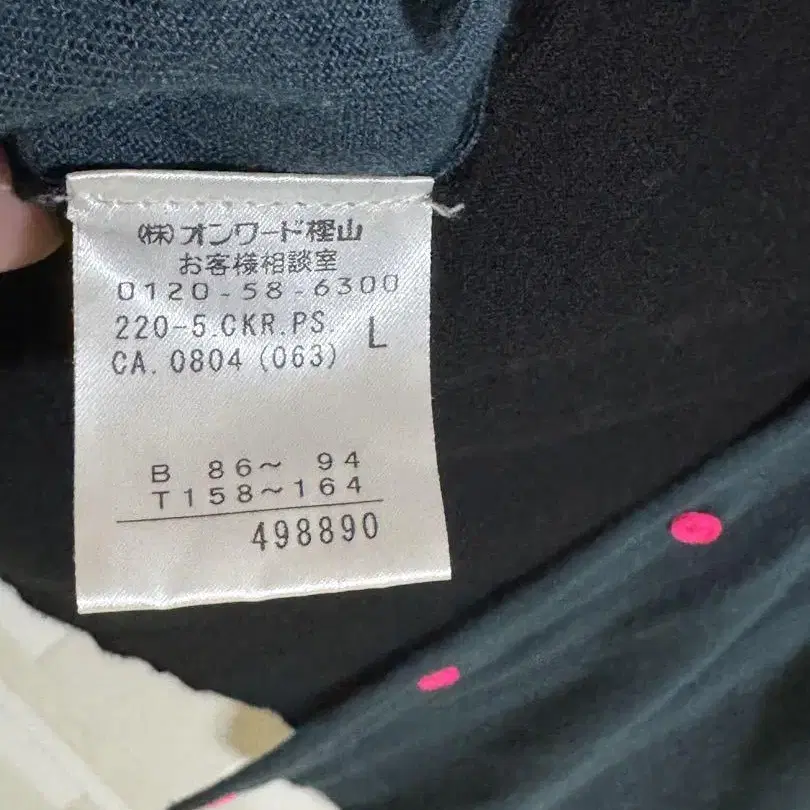 (株)オンワード樫山
お客様相談室
0120-58-6300
220-5.CKR.PS. L
CA. 0804 (063)
B 86~ 94
T158~164
498890